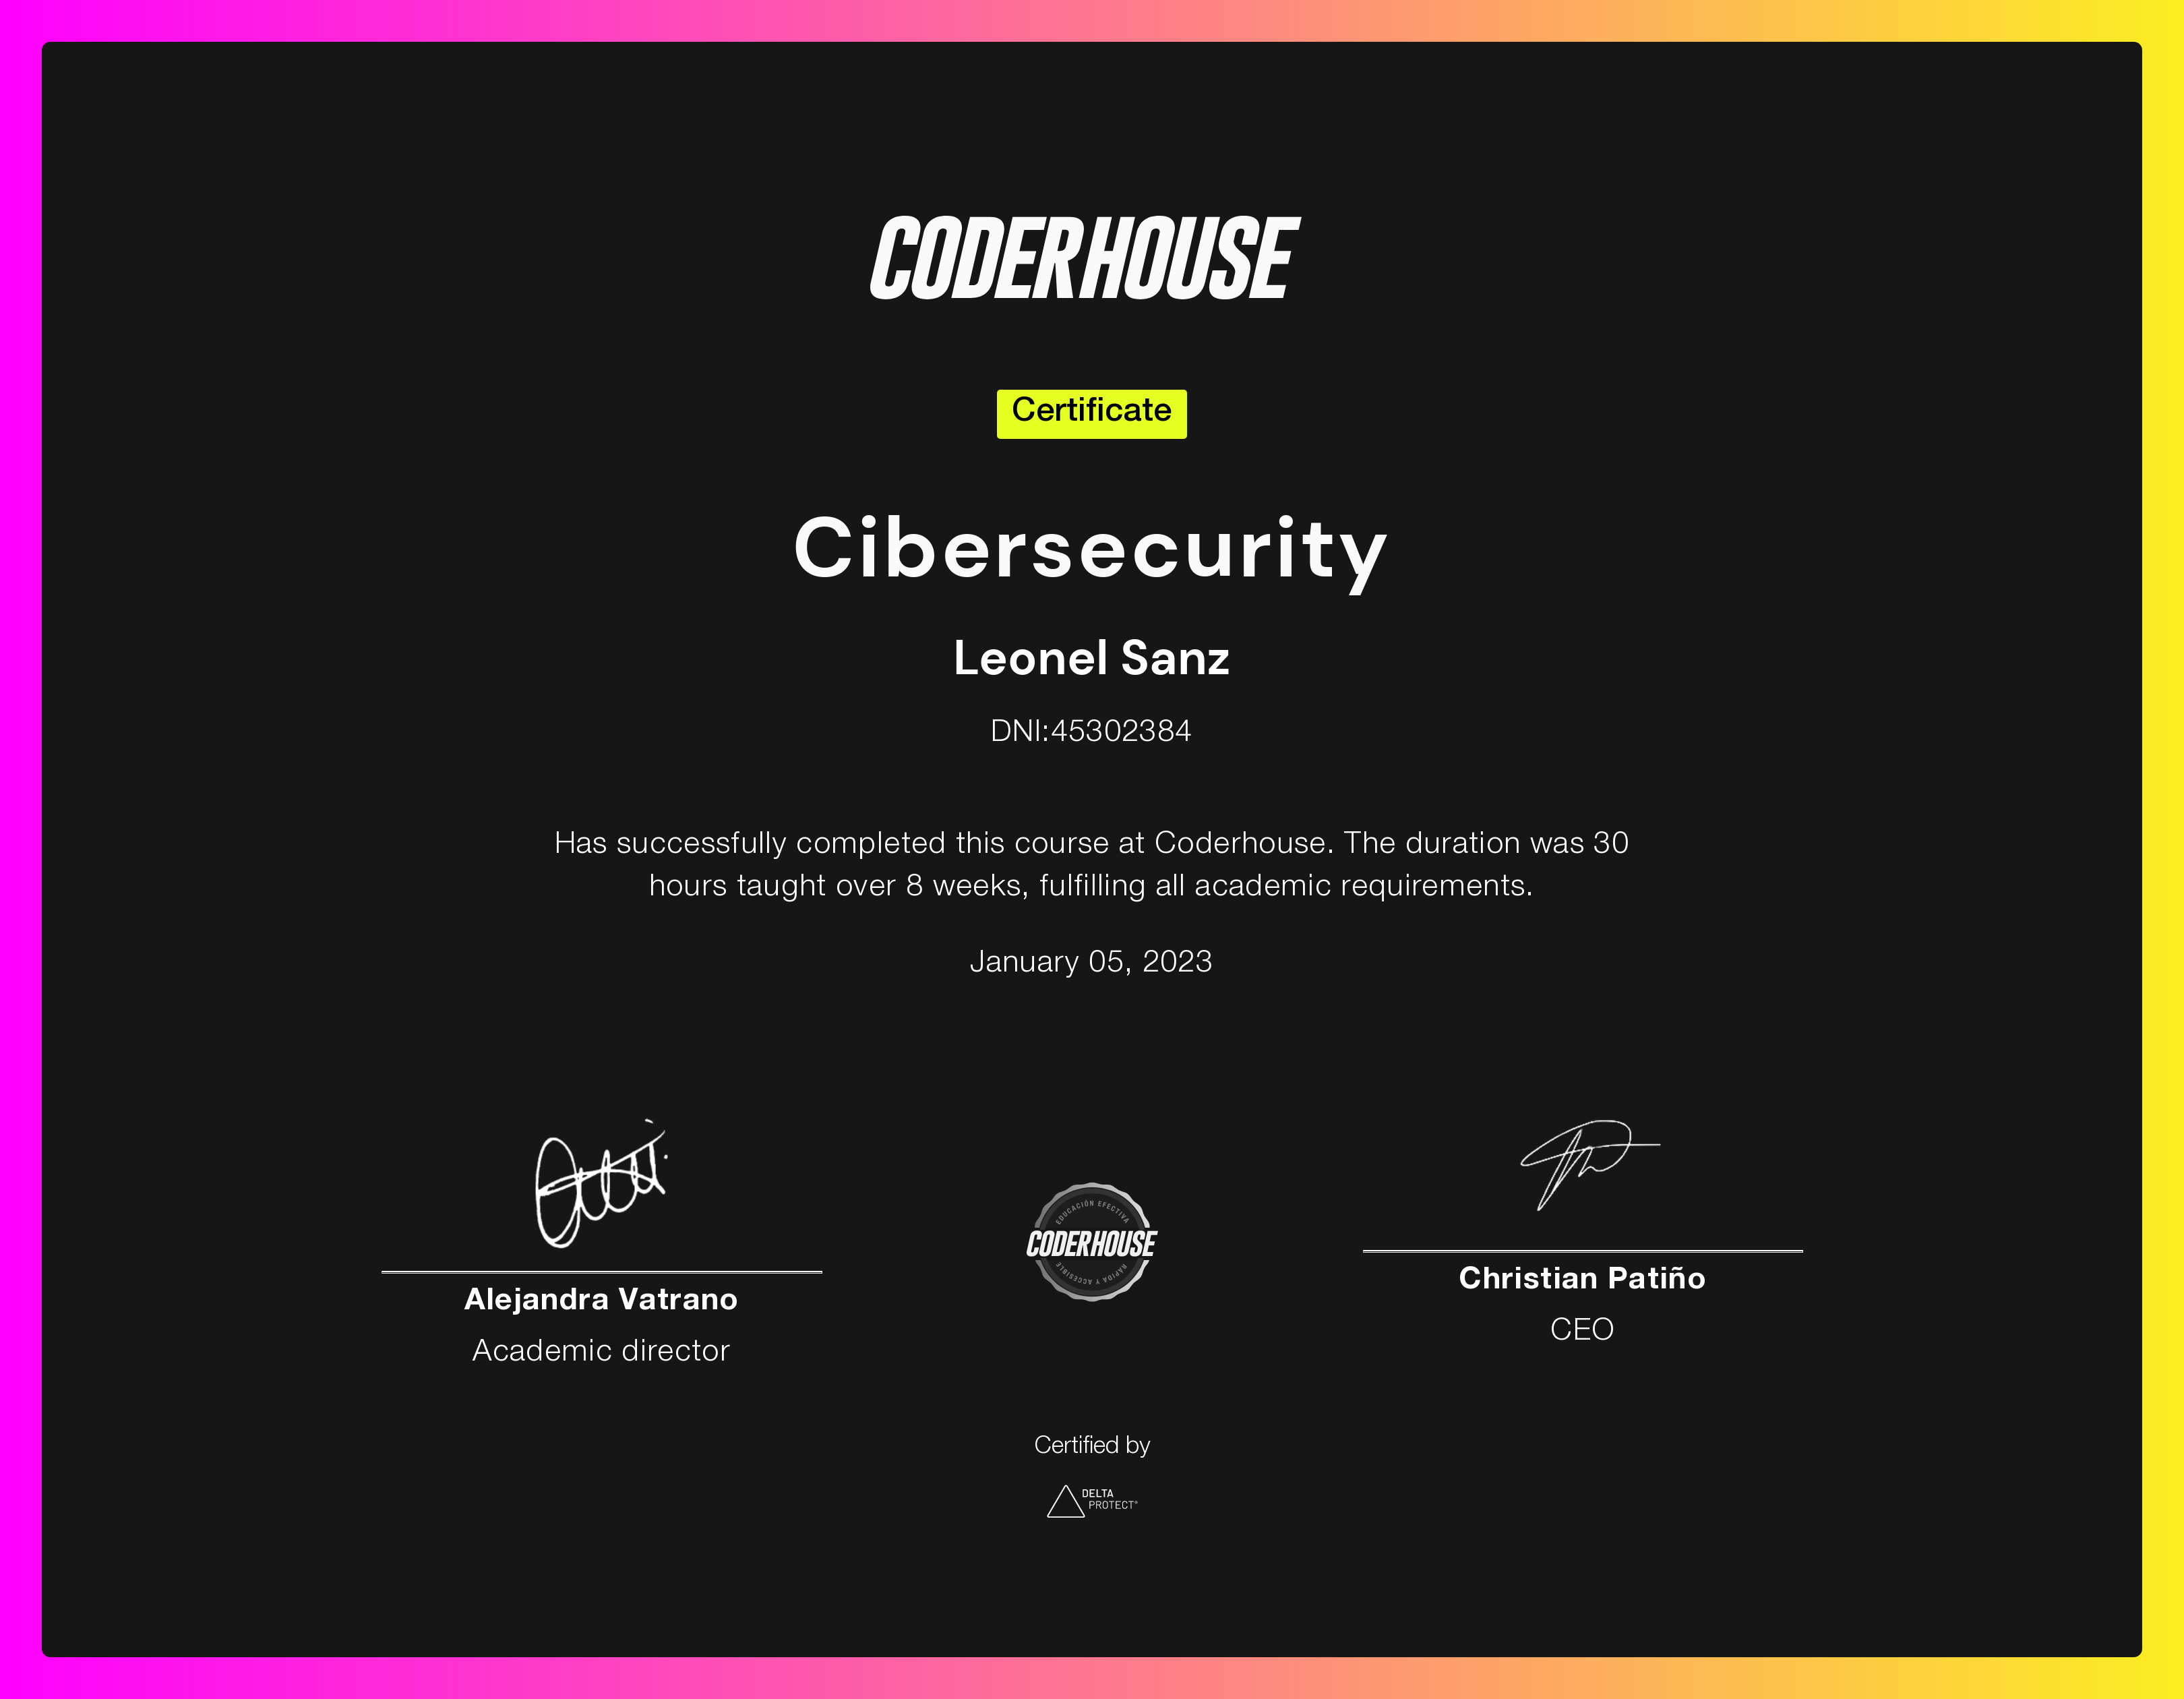 CODERHOUSE
Certificate
Cibersecurity
Leonel Sanz
DNI:45302384
Has successfully completed this course at Coderhouse. The duration was 30
hours taught over 8 weeks, fulfilling all academic requirements.
January 05, 2023
Alejandra Vatrano
Academic director
EDUCACIÓN EFECTIVA
CODERHOUSE
RÁPIDA Y ACCESIBLE
Christian Patiño
CEO
Certified by
DELTA
PROTECT®